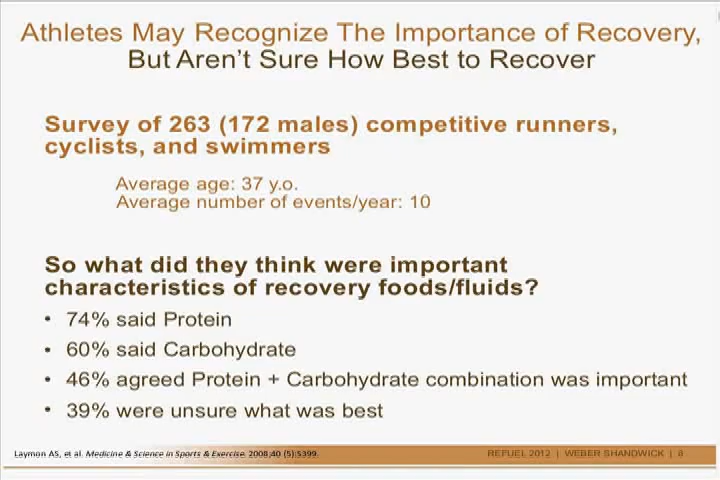 Athletes May Recognize The Importance of Recovery,
But Aren't Sure How Best to Recover
Survey of 263 (172 males) competitive runners,
cyclists, and swimmers
Average age: 37 y.o.
Average number of events/year: 10
So what did they think were important
characteristics of recovery foods/fluids?
• 74% said Protein
• 60% said Carbohydrate
• 46% agreed Protein + Carbohydrate combination was important
• 39% were unsure what was best
Laymon AS, et al. Medicine & Science in Sports & Exercise. 2008;40 (5):S399.
REFUEL 2012 | WEBER SHANDWICK | 8